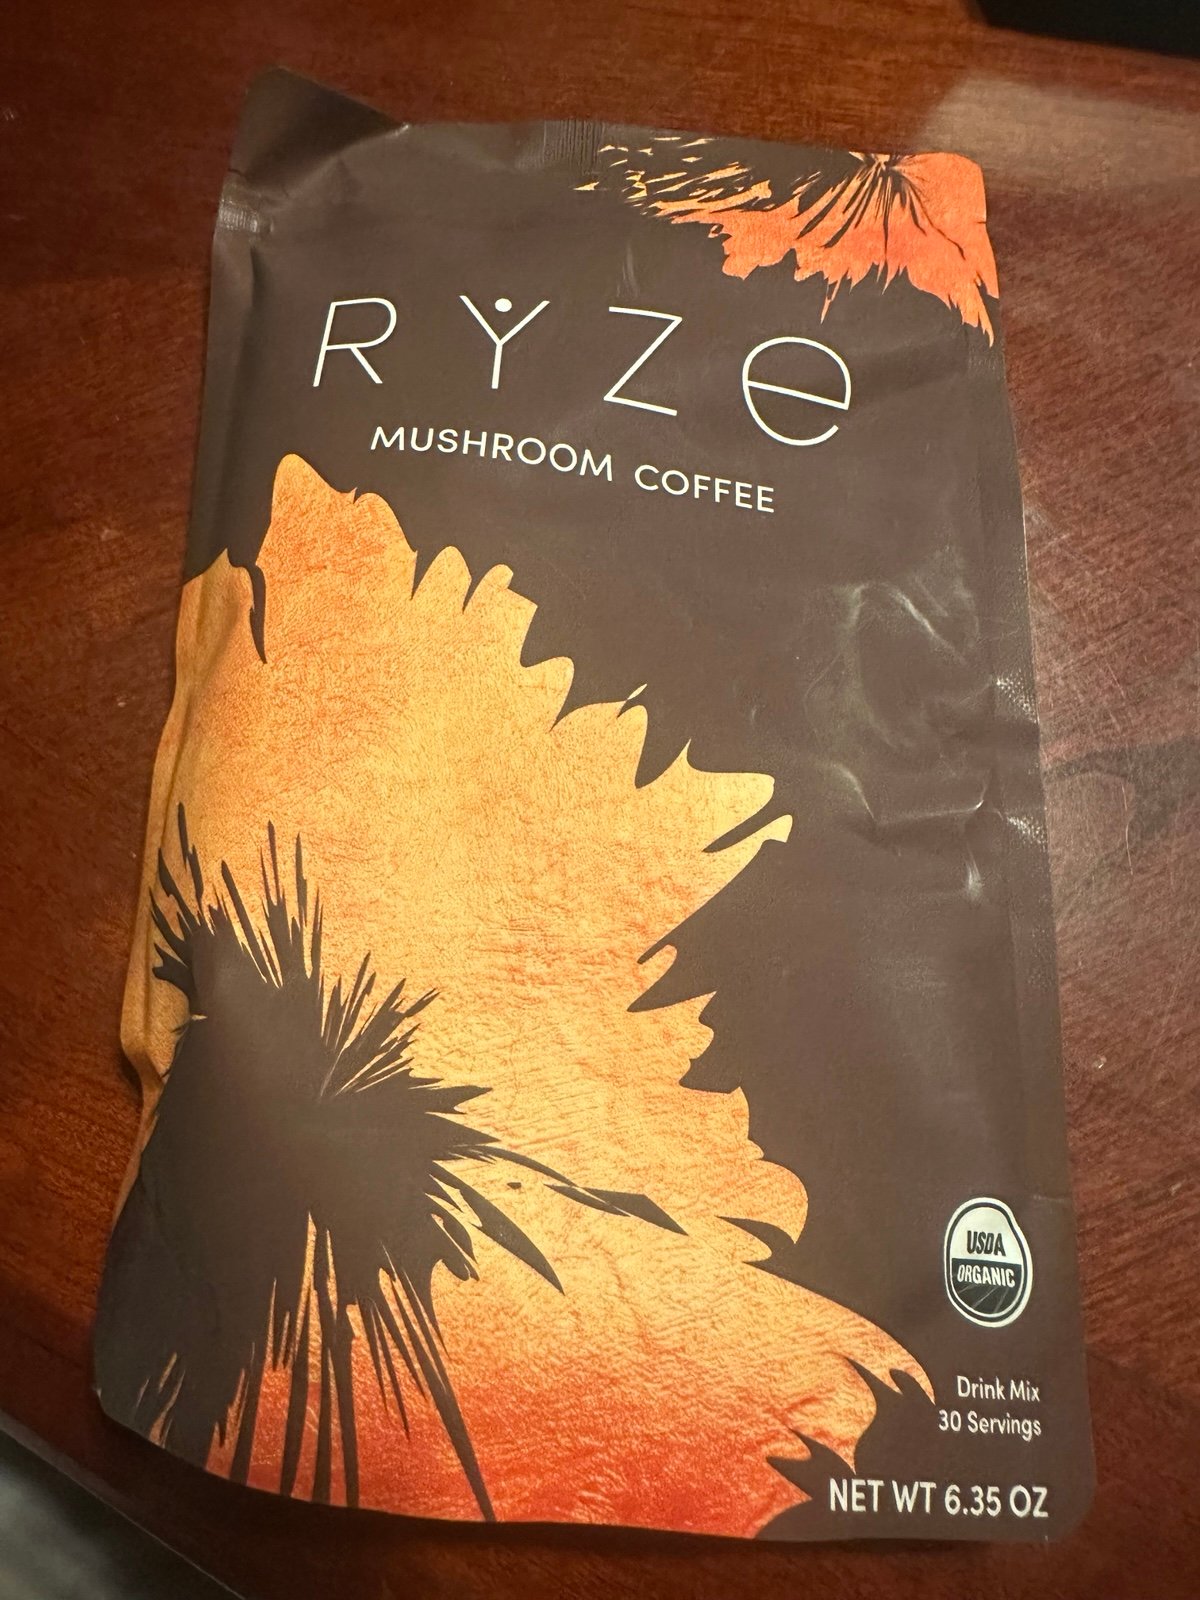 RYZe
MUSHROOM COFFEE
USDA
ORGANIC
Drink Mix
30 Servings
NET WT 6.35 OZ